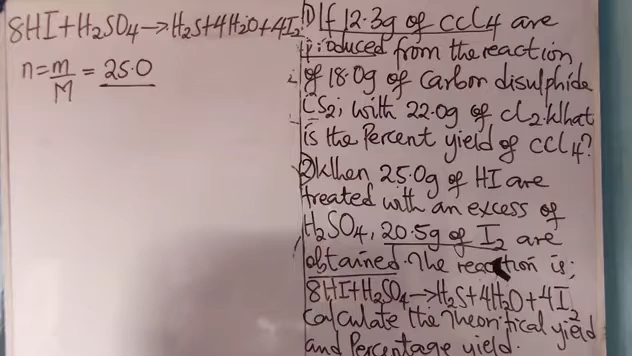 8HI+H₂SO₄→H₂S+4H₂O+4I₂
n=m/M = 25.0
1) If 12.3g of CCl₄ are
produced from the reaction
of 18.0g of Carbon disulphide
CS₂; with 22.0g of Cl₂. What
is the Percent yield of CCl₄?
2) When 25.0g of HI are
treated with an excess of
H₂SO₄, 20.5g of I₂ are
obtained. The reaction is;
8HI+H₂SO₄→H₂S+4H₂O+4I₂
Calculate the Theoritical yield
and Percentage yield.